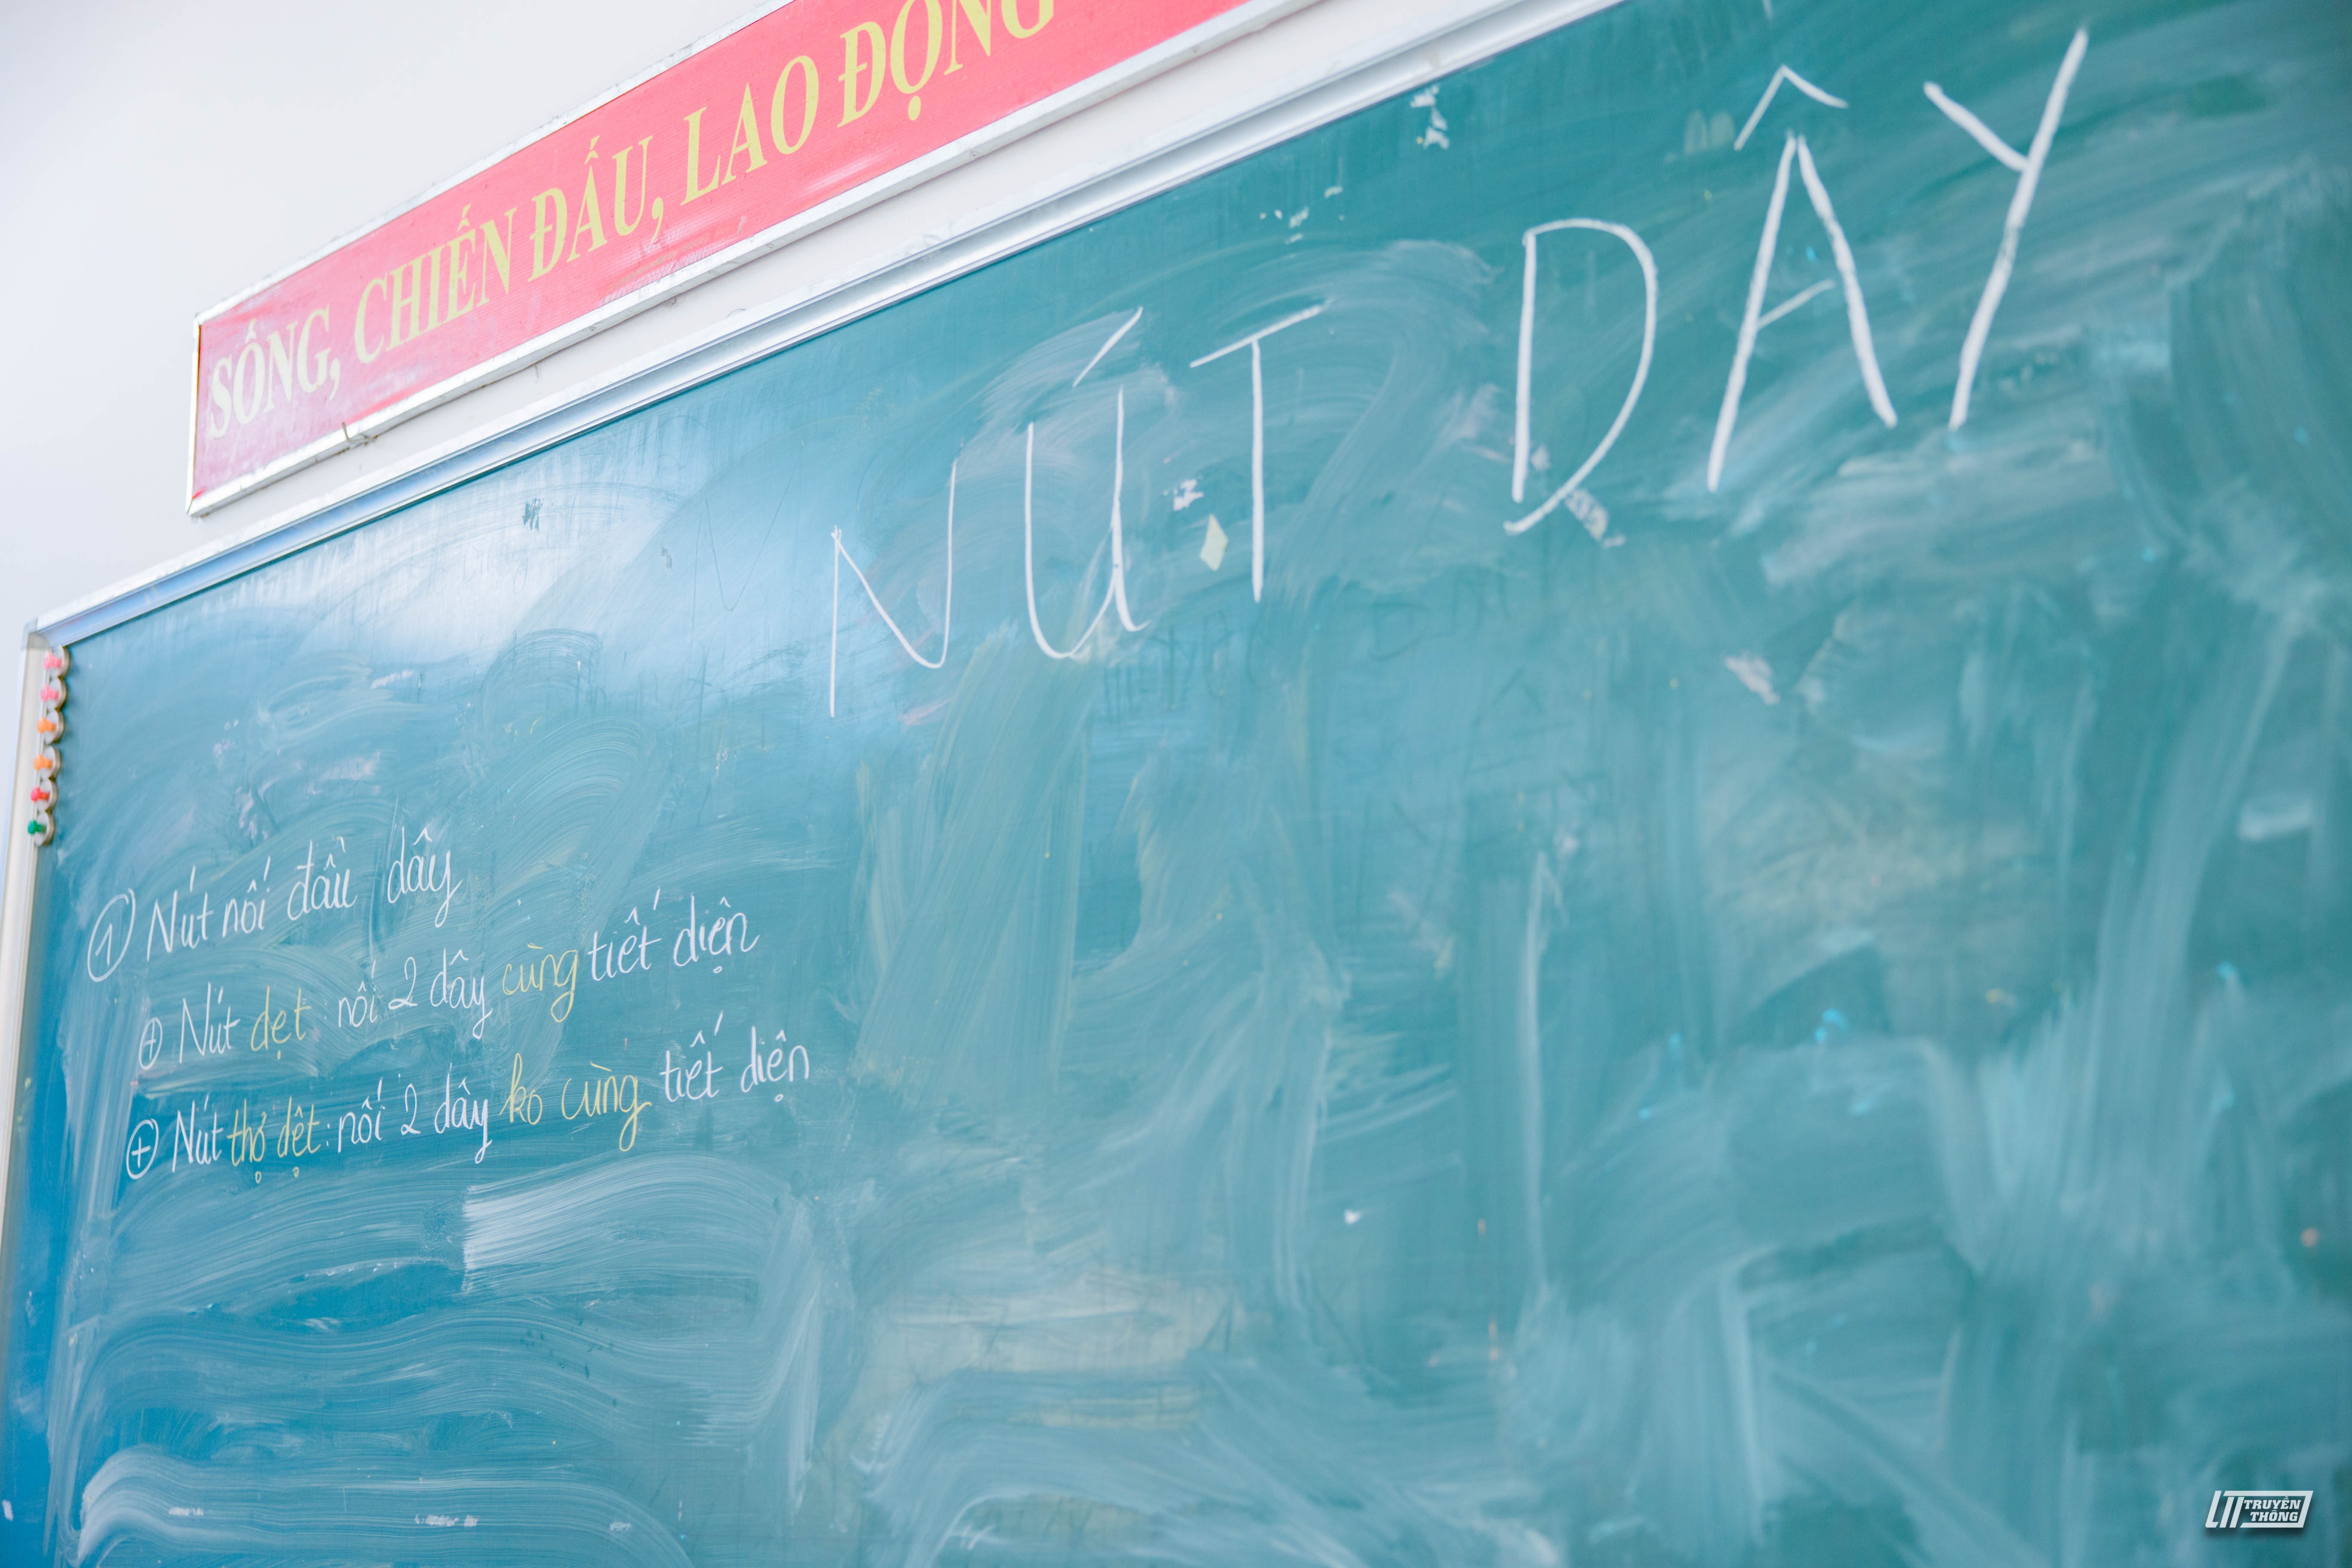 SỐNG, CHIẾN ĐẤU, LAO ĐỘNG
NÚT DÂY
① Nút nối đầu dây
⊕ Nút dẹt: nối 2 dây cùng tiết diện
⊕ Nút thợ dệt: nối 2 dây ko cùng tiết diện
TRUYỀN
THÔNG